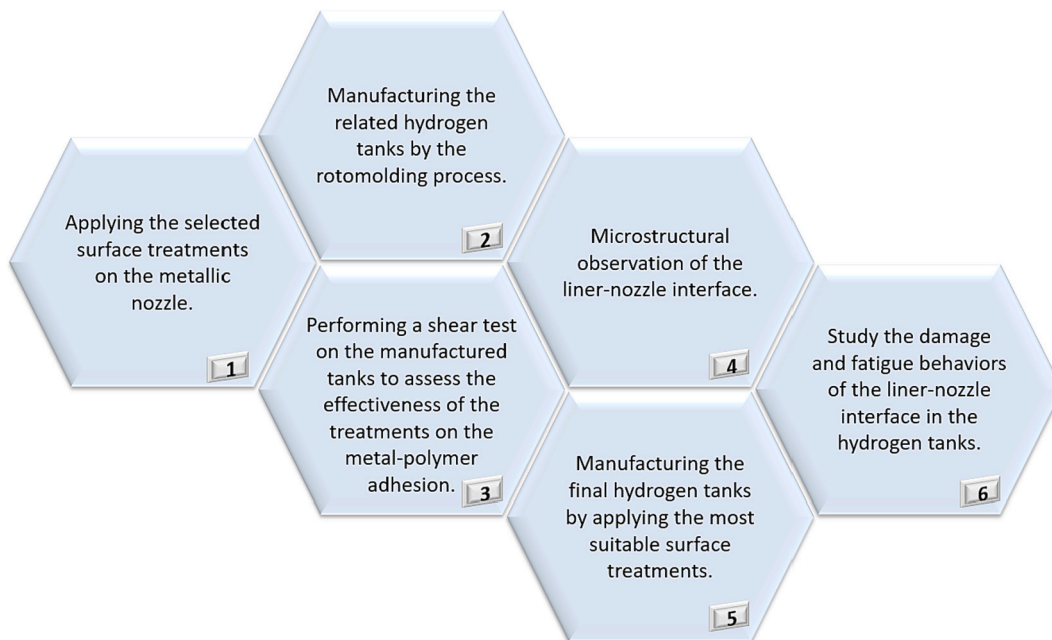 Applying the selected
surface treatments
on the metallic
nozzle.
1
Manufacturing the
related hydrogen
tanks by the
rotomolding process.
2
Performing a shear test
on the manufactured
tanks to assess the
effectiveness of the
treatments on the
metal-polymer
adhesion.
3
Microstructural
observation of the
liner-nozzle interface.
4
Manufacturing the
final hydrogen tanks
by applying the most
suitable surface
treatments.
5
Study the damage
and fatigue behaviors
of the liner-nozzle
interface in the
hydrogen tanks.
6